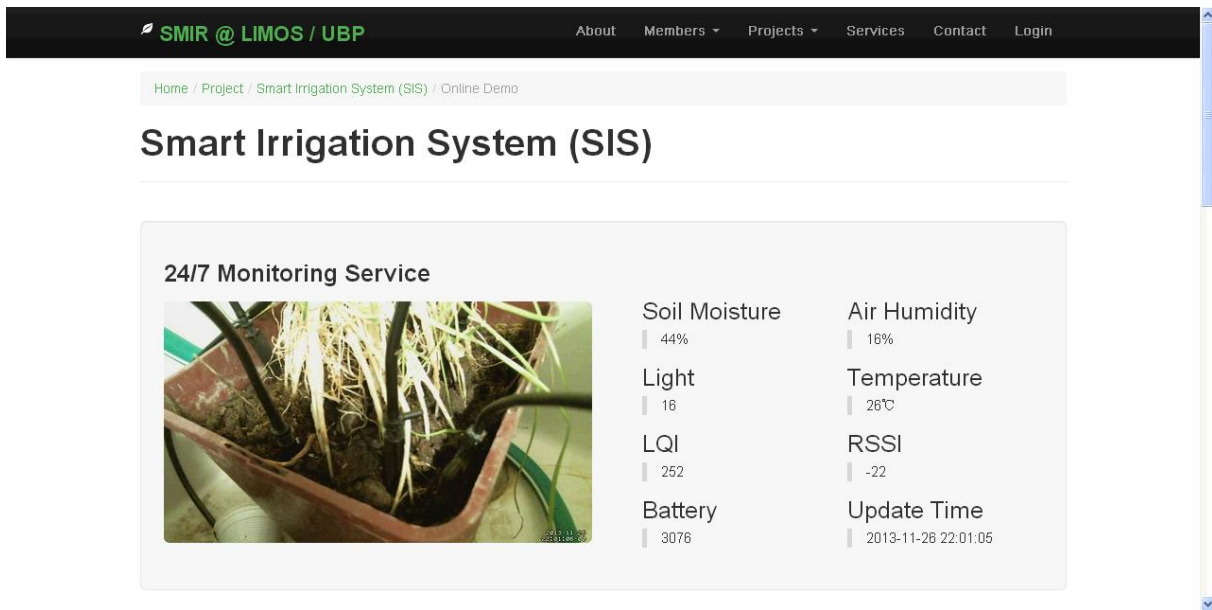 SMIR @ LIMOS / UBP
About Members Projects Services Contact Login
Home / Project / Smart Irrigation System (SIS) / Online Demo
Smart Irrigation System (SIS)
24/7 Monitoring Service
Soil Moisture Air Humidity
44% 16%
Light Temperature
16 26℃
LQI RSSI
252 -22
Battery Update Time
3076 2013-11-26 22:01:05